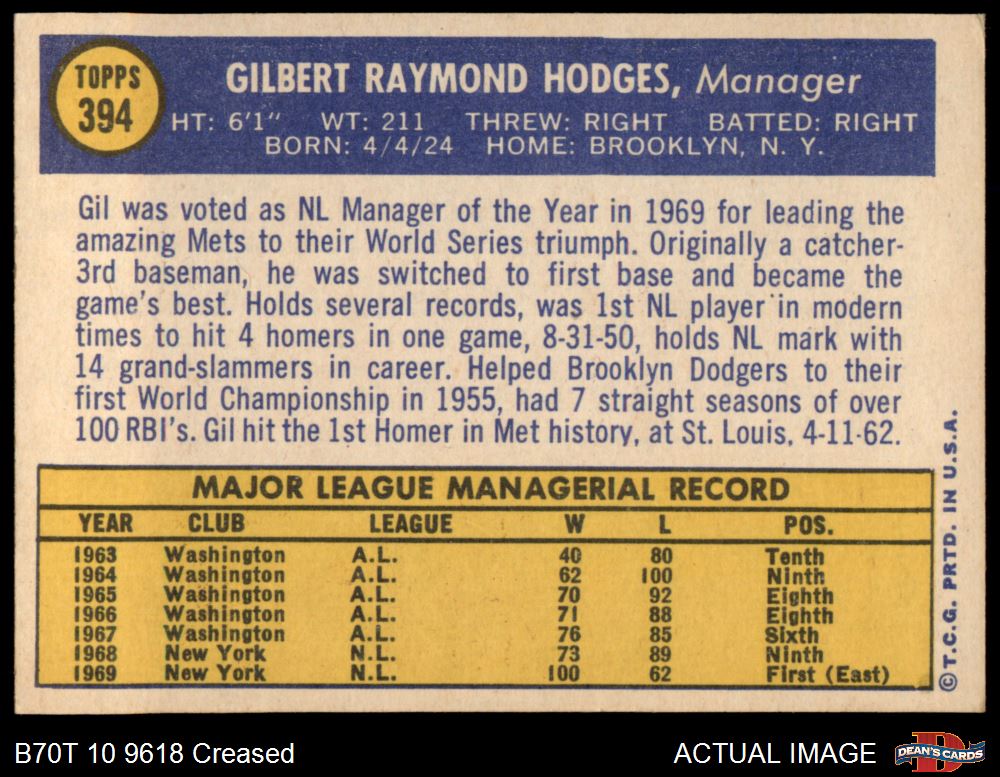 TOPPS
394
GILBERT RAYMOND HODGES, Manager
HT: 6'1" WT: 211 THREW: RIGHT BATTED: RIGHT
BORN: 4/4/24 HOME: BROOKLYN, N. Y.
Gil was voted as NL Manager of the Year in 1969 for leading the
amazing Mets to their World Series triumph. Originally a catcher-
3rd baseman, he was switched to first base and became the
game's best. Holds several records, was 1st NL player in modern
times to hit 4 homers in one game, 8-31-50, holds NL mark with
14 grand-slammers in career. Helped Brooklyn Dodgers to their
first World Championship in 1955, had 7 straight seasons of over
100 RBI's. Gil hit the 1st Homer in Met history, at St. Louis, 4-11-62.
MAJOR LEAGUE MANAGERIAL RECORD
YEAR CLUB LEAGUE W L POS.
1963 Washington A.L. 40 80 Tenth
1964 Washington A.L. 62 100 Ninth
1965 Washington A.L. 70 92 Eighth
1966 Washington A.L. 71 88 Eighth
1967 Washington A.L. 76 85 Sixth
1968 New York N.L. 73 89 Ninth
1969 New York N.L. 100 62 First (East)
©T.C.G. PRTD. IN U.S.A.
B70T 10 9618 Creased
ACTUAL IMAGE
DEAN'S CARDS